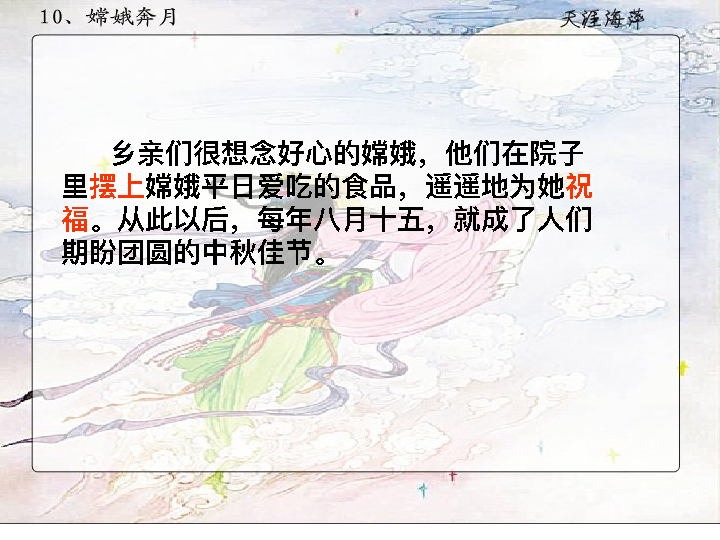 10、嫦娥奔月
天涯海萍
乡亲们很想念好心的嫦娥，他们在院子
里摆上嫦娥平日爱吃的食品，遥遥地为她祝
福。从此以后，每年八月十五，就成了人们
期盼团圆的中秋佳节。